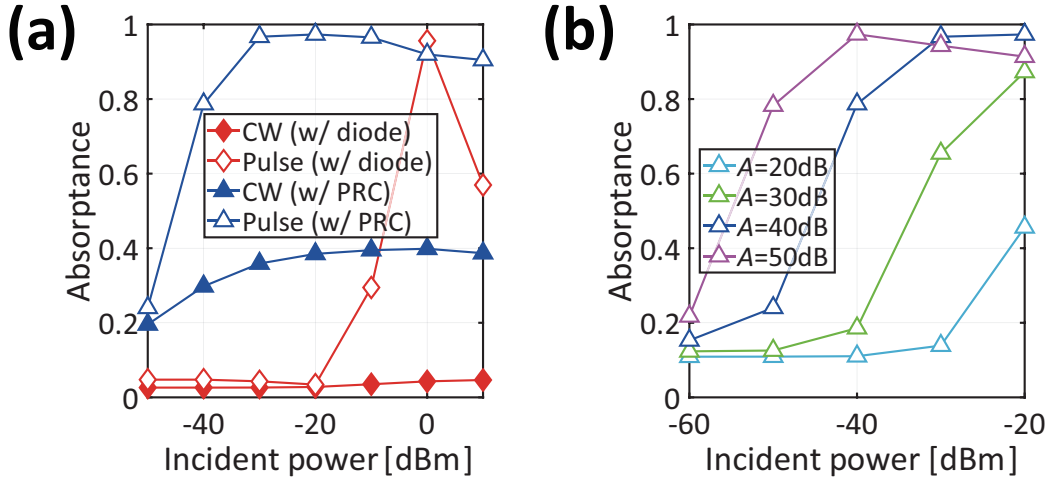 (a)
1
0.8
0.6
0.4
0.2
0
Absorptance
CW (w/ diode)
Pulse (w/ diode)
CW (w/ PRC)
Pulse (w/ PRC)
-40
-20
0
Incident power [dBm]
(b)
1
0.8
0.6
0.4
0.2
0
Absorptance
A=20dB
A=30dB
A=40dB
A=50dB
-60
-40
-20
Incident power [dBm]